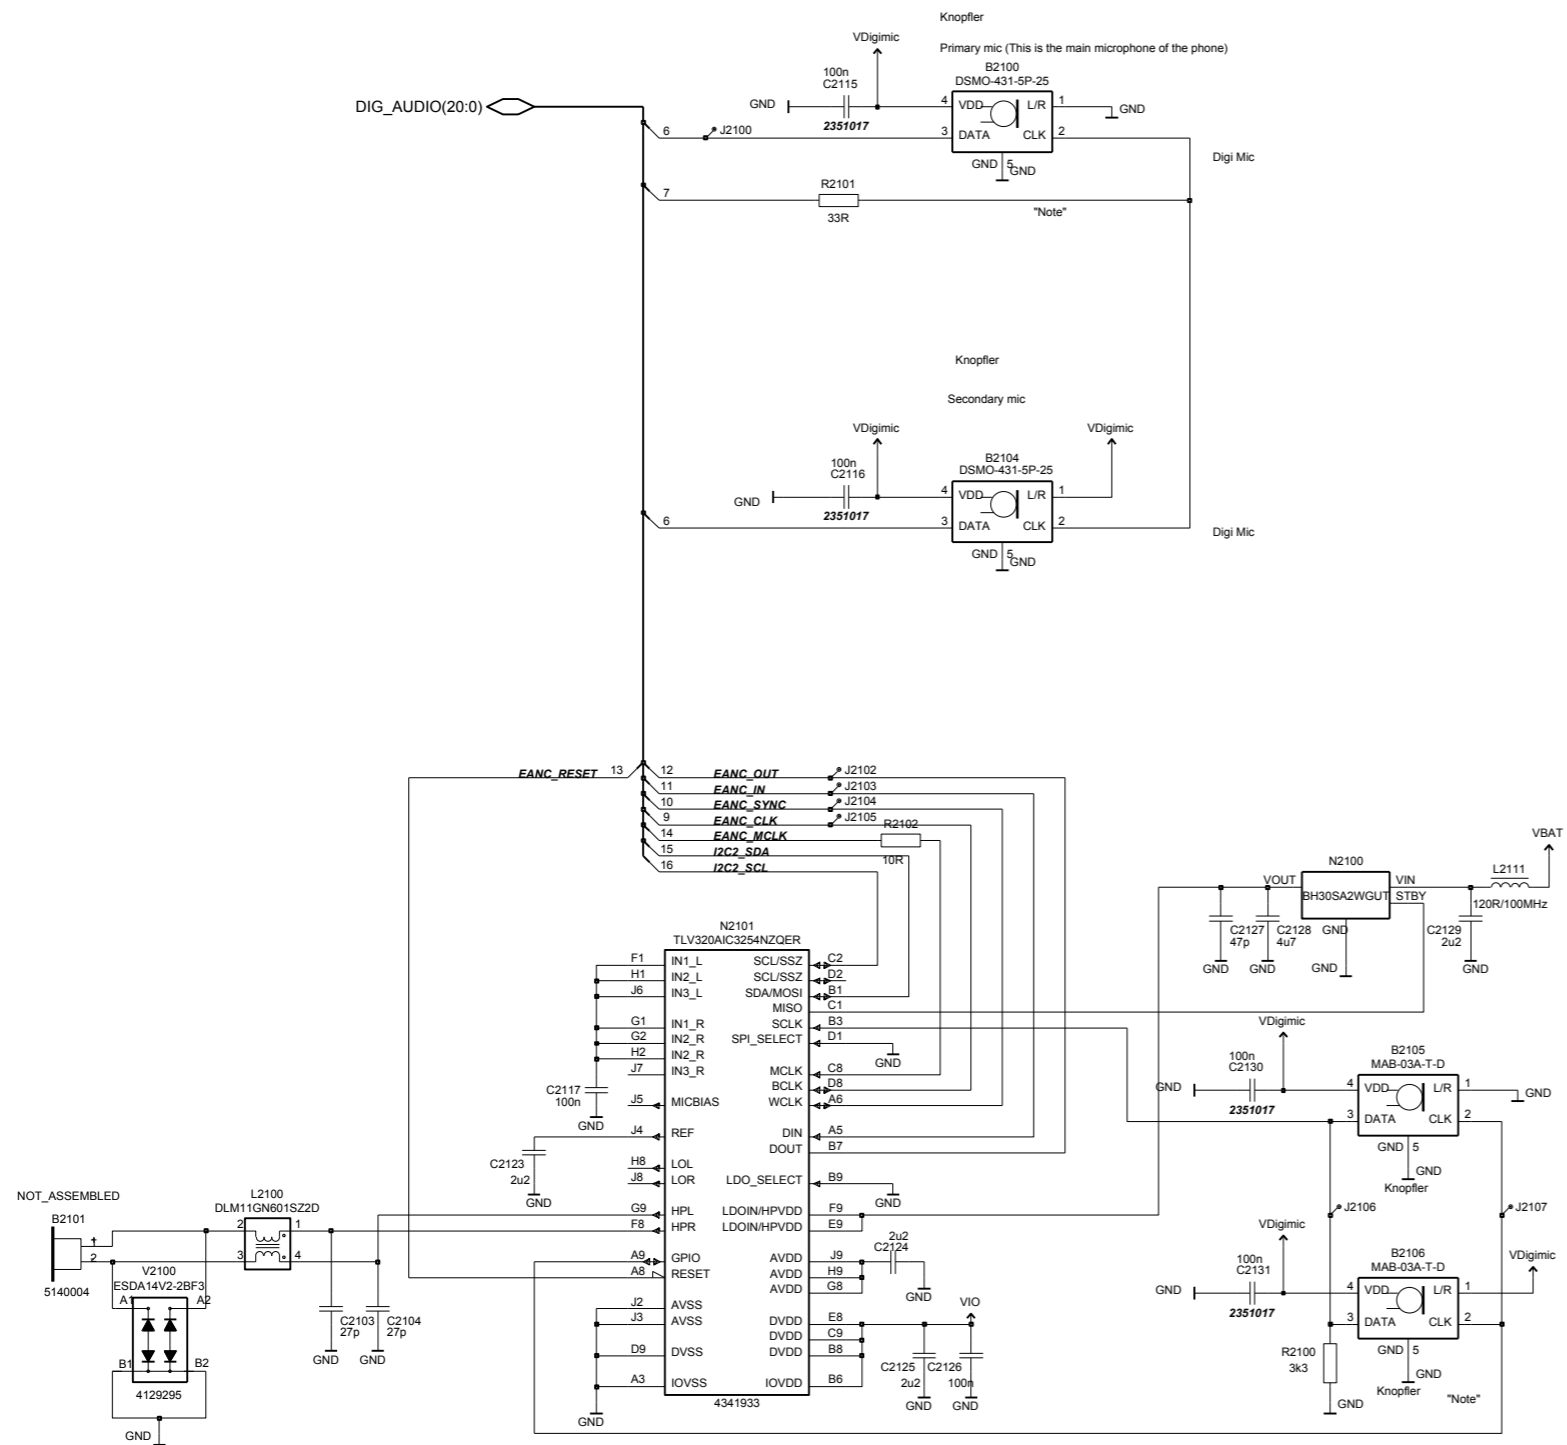 Knopfler
VDigimic
Primary mic (This is the main microphone of the phone)
B2100
DSMO-431-5P-25
100n
C2115
GND
2351017
4 VDD L/R 1
GND
3 DATA CLK 2
GND 5
GND
DIG_AUDIO(20:0)
6 J2100
Digi Mic
7 R2101
33R
"Note"
Knopfler
Secondary mic
VDigimic
VDigimic
B2104
DSMO-431-5P-25
100n
C2116
GND
2351017
4 VDD L/R 1
3 DATA CLK 2
GND 5
GND
6
Digi Mic
EANC_RESET 13
12 EANC_OUT J2102
11 EANC_IN J2103
10 EANC_SYNC J2104
9 EANC_CLK J2105
14 EANC_MCLK R2102
10R
15 I2C2_SDA
16 I2C2_SCL
VBAT
N2100
L2111
VOUT BH30SA2WGUT VIN
STBY
120R/100MHz
GND
C2127
47p
C2128
4u7
C2129
2u2
GND
GND
GND
GND
N2101
TLV320AIC3254NZQER
F1 IN1_L SCL/SSZ C2
H1 IN2_L SCL/SSZ D2
J6 IN3_L SDA/MOSI B1
MISO C1
G1 IN1_R SCLK B3
G2 IN2_R SPI_SELECT D1
H2 IN2_R
GND
J7 IN3_R MCLK C8
BCLK D8
C2117
100n
GND
J5 MICBIAS WCLK A6
J4 REF DIN A5
DOUT B7
C2123
2u2
GND
H8 LOL
J8 LOR LDO_SELECT B9
GND
G9 HPL LDOIN/HPVDD F9
F8 HPR LDOIN/HPVDD E9
2u2
C2124
GND
A9 GPIO AVDD J9
A8 RESET AVDD H9
AVDD G8
J2 AVSS
J3 AVSS DVDD E8
DVDD C9
D9 DVSS DVDD B8
A3 IOVSS IOVDD B6
GND
4341933
VIO
C2125
2u2
C2126
100n
GND
GND
VDigimic
B2105
MAB-03A-T-D
100n
C2130
GND
2351017
4 VDD L/R 1
GND
3 DATA CLK 2
GND 5
GND
Knopfler
J2106
J2107
VDigimic
VDigimic
B2106
MAB-03A-T-D
100n
C2131
GND
2351017
4 VDD L/R 1
3 DATA CLK 2
GND 5
GND
Knopfler
R2100
3k3
GND
"Note"
NOT_ASSEMBLED
B2101
1
2
5140004
L2100
DLM11GN601SZ2D
2 1
3 4
V2100
ESDA14V2-2BF3
A1 A2
B1 B2
4129295
GND
C2103
27p
C2104
27p
GND
GND